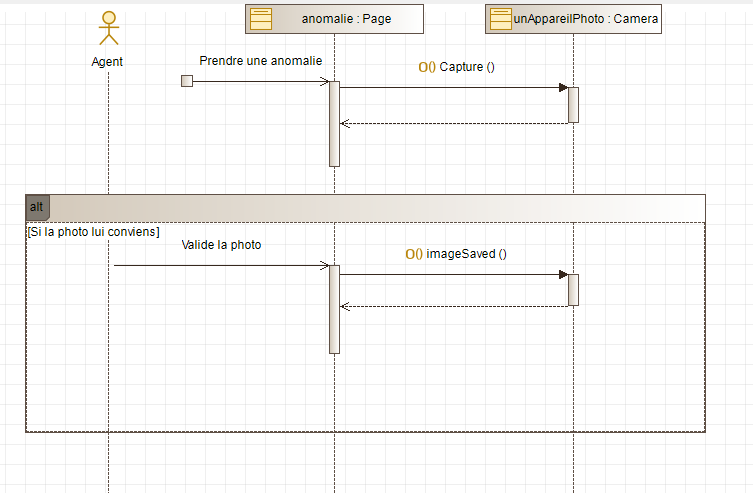 anomalie : Page
unAppareilPhoto : Camera
Agent
Prendre une anomalie
O() Capture ()
alt
[Si la photo lui conviens]
Valide la photo
O() imageSaved ()